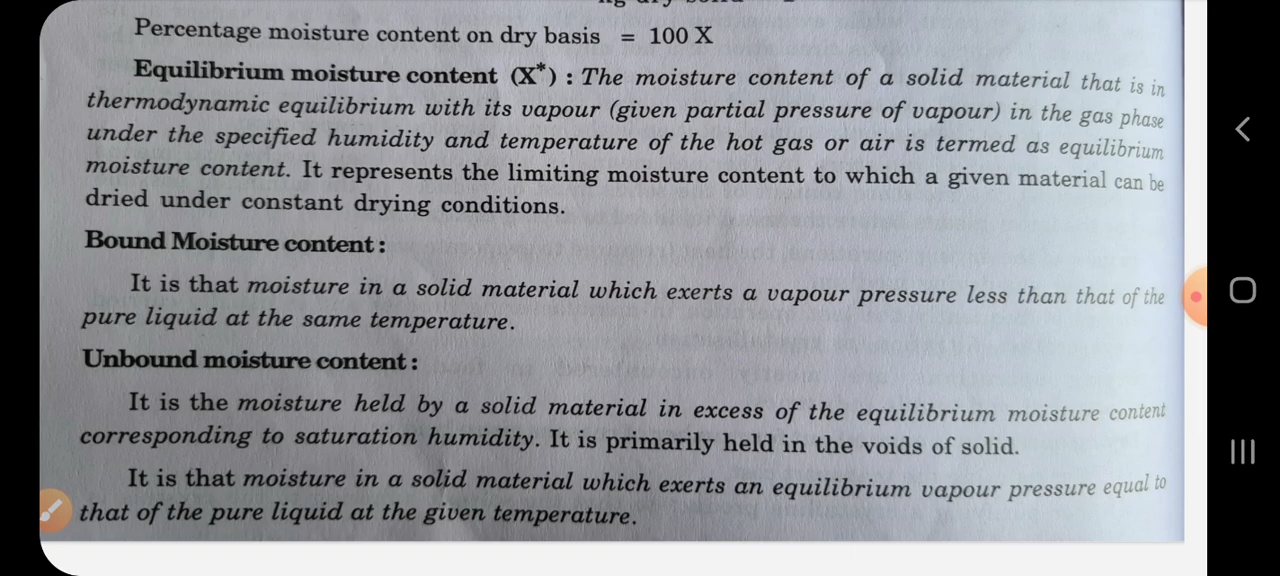 Percentage moisture content on dry basis = 100 X
Equilibrium moisture content (X*) : The moisture content of a solid material that is in
thermodynamic equilibrium with its vapour (given partial pressure of vapour) in the gas phase
under the specified humidity and temperature of the hot gas or air is termed as equilibrium
moisture content. It represents the limiting moisture content to which a given material can be
dried under constant drying conditions.
Bound Moisture content :
It is that moisture in a solid material which exerts a vapour pressure less than that of the
pure liquid at the same temperature.
Unbound moisture content :
It is the moisture held by a solid material in excess of the equilibrium moisture content
corresponding to saturation humidity. It is primarily held in the voids of solid.
It is that moisture in a solid material which exerts an equilibrium vapour pressure equal to
that of the pure liquid at the given temperature.